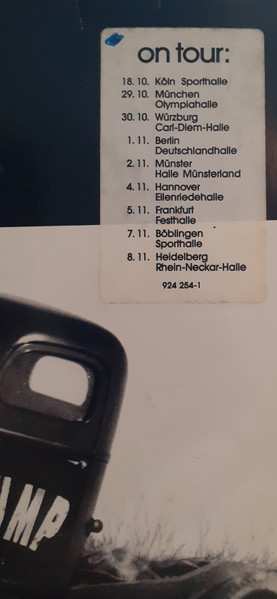 on tour:
18. 10. Köln Sporthalle
29. 10. München
Olympiahalle
30. 10. Würzburg
Carl-Diem-Halle
1. 11. Berlin
Deutschlandhalle
2. 11. Münster
Halle Münsterland
4. 11. Hannover
Eilenriedehalle
5. 11. Frankfurt
Festhalle
7. 11. Böblingen
Sporthalle
8. 11. Heidelberg
Rhein-Neckar-Halle
924 254-1